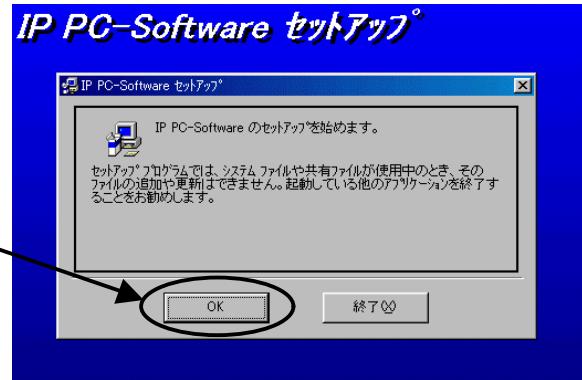 IP PC-Software ｾｯﾄｱｯﾌﾟ
IP PC-Software ｾｯﾄｱｯﾌﾟ
IP PC-Software のｾｯﾄｱｯﾌﾟを始めます。
ｾｯﾄｱｯﾌﾟ ﾌﾟﾛｸﾞﾗﾑでは、ｼｽﾃﾑ ﾌｧｲﾙや共有ﾌｧｲﾙが使用中のとき、その
ﾌｧｲﾙの追加や更新はできません。起動している他のｱﾌﾟﾘｹｰｼｮﾝを終了す
ることをお勧めします。
OK
終了(X)